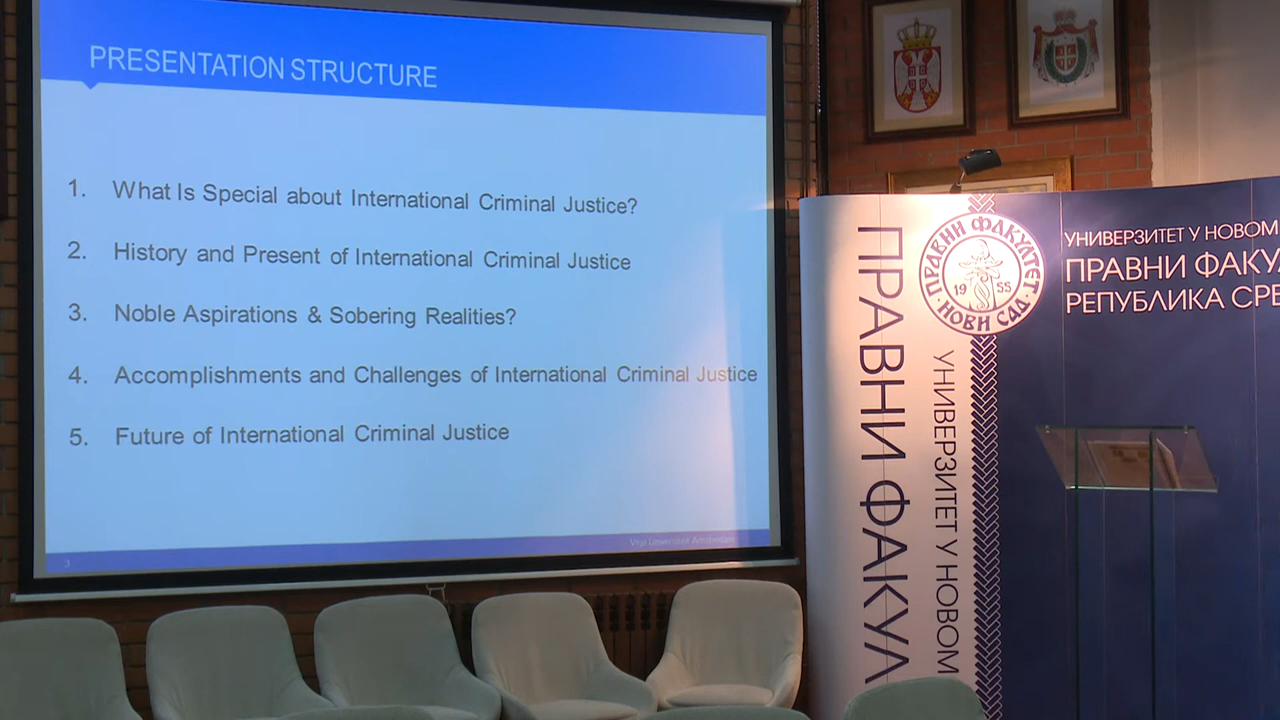 PRESENTATION STRUCTURE
1. What Is Special about International Criminal Justice?
2. History and Present of International Criminal Justice
3. Noble Aspirations & Sobering Realities?
4. Accomplishments and Challenges of International Criminal Justice
5. Future of International Criminal Justice
3
Vrije Universiteit Amsterdam
ПРАВНИ ФАКУЛ
УНИВЕРЗИТЕТ У НОВОМ
ПРАВНИ ФАКУЛТЕТ
1955
НОВИ САД
УНИВЕРЗИТЕТ У НОВОМ
ПРАВНИ ФАКУ
РЕПУБЛИКА СРБ